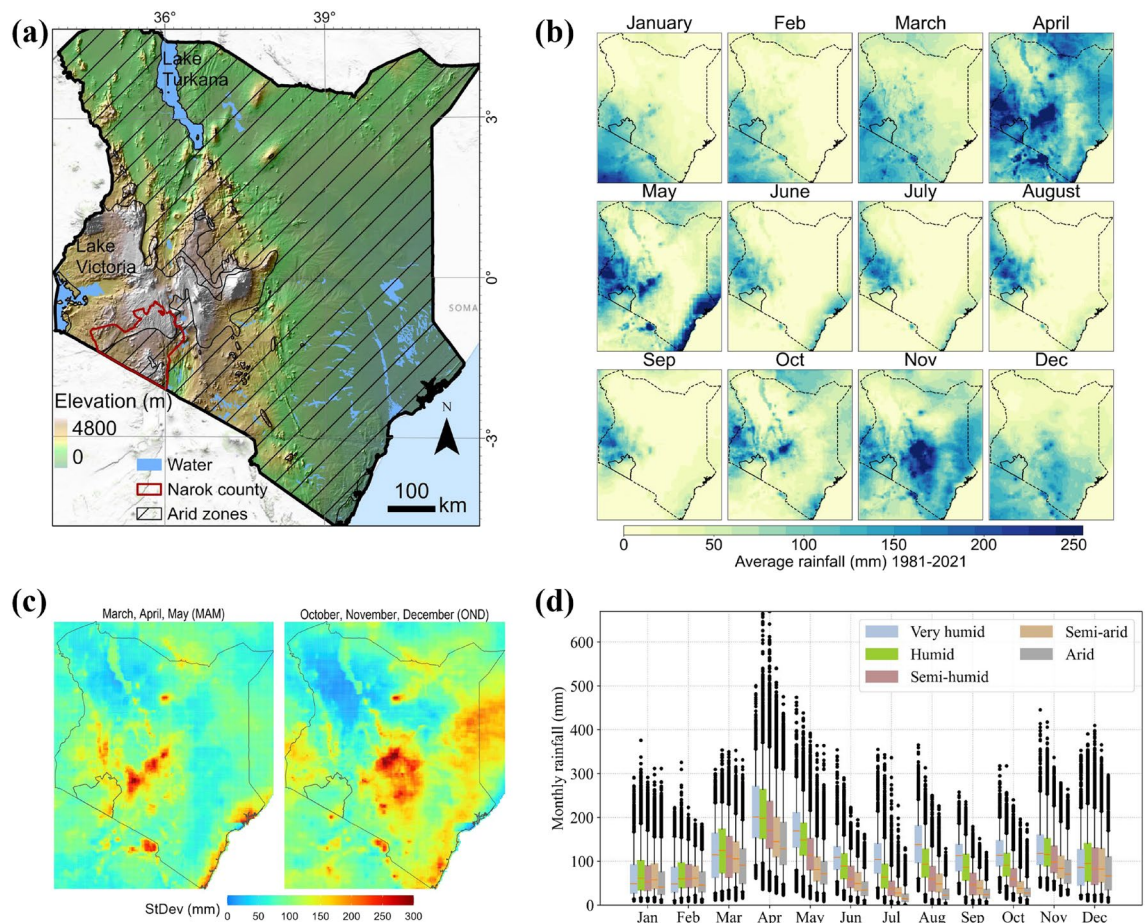 (a)
36°
39°
Lake
Turkana
3°
Lake
Victoria
0°
SOMA
Elevation (m)
4800
0
N
-3°
Water
Narok county
Arid zones
100
km
(b)
January
Feb
March
April
May
June
July
August
Sep
Oct
Nov
Dec
0
50
100
150
200
250
Average rainfall (mm) 1981-2021
(c)
March, April, May (MAM)
October, November, December (OND)
StDev (mm)
0
50
100
150
200
250
300
(d)
Monthly rainfall (mm)
600
500
400
300
200
100
0
Very humid
Humid
Semi-humid
Semi-arid
Arid
Jan
Feb
Mar
Apr
May
Jun
Jul
Aug
Sep
Oct
Nov
Dec